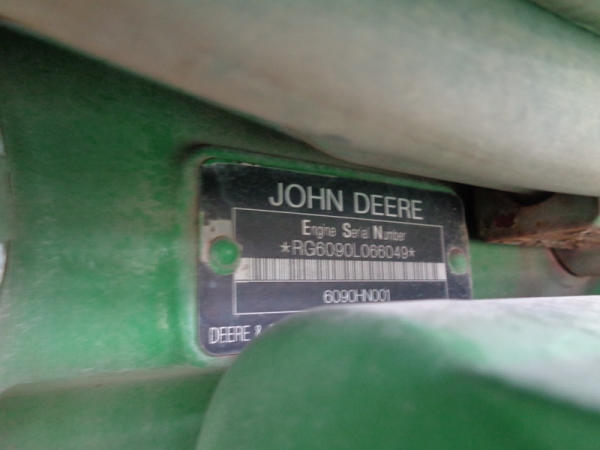 JOHN DEERE
Engine Serial Number
*RG6090L066049*
6090HN001
DEERE &